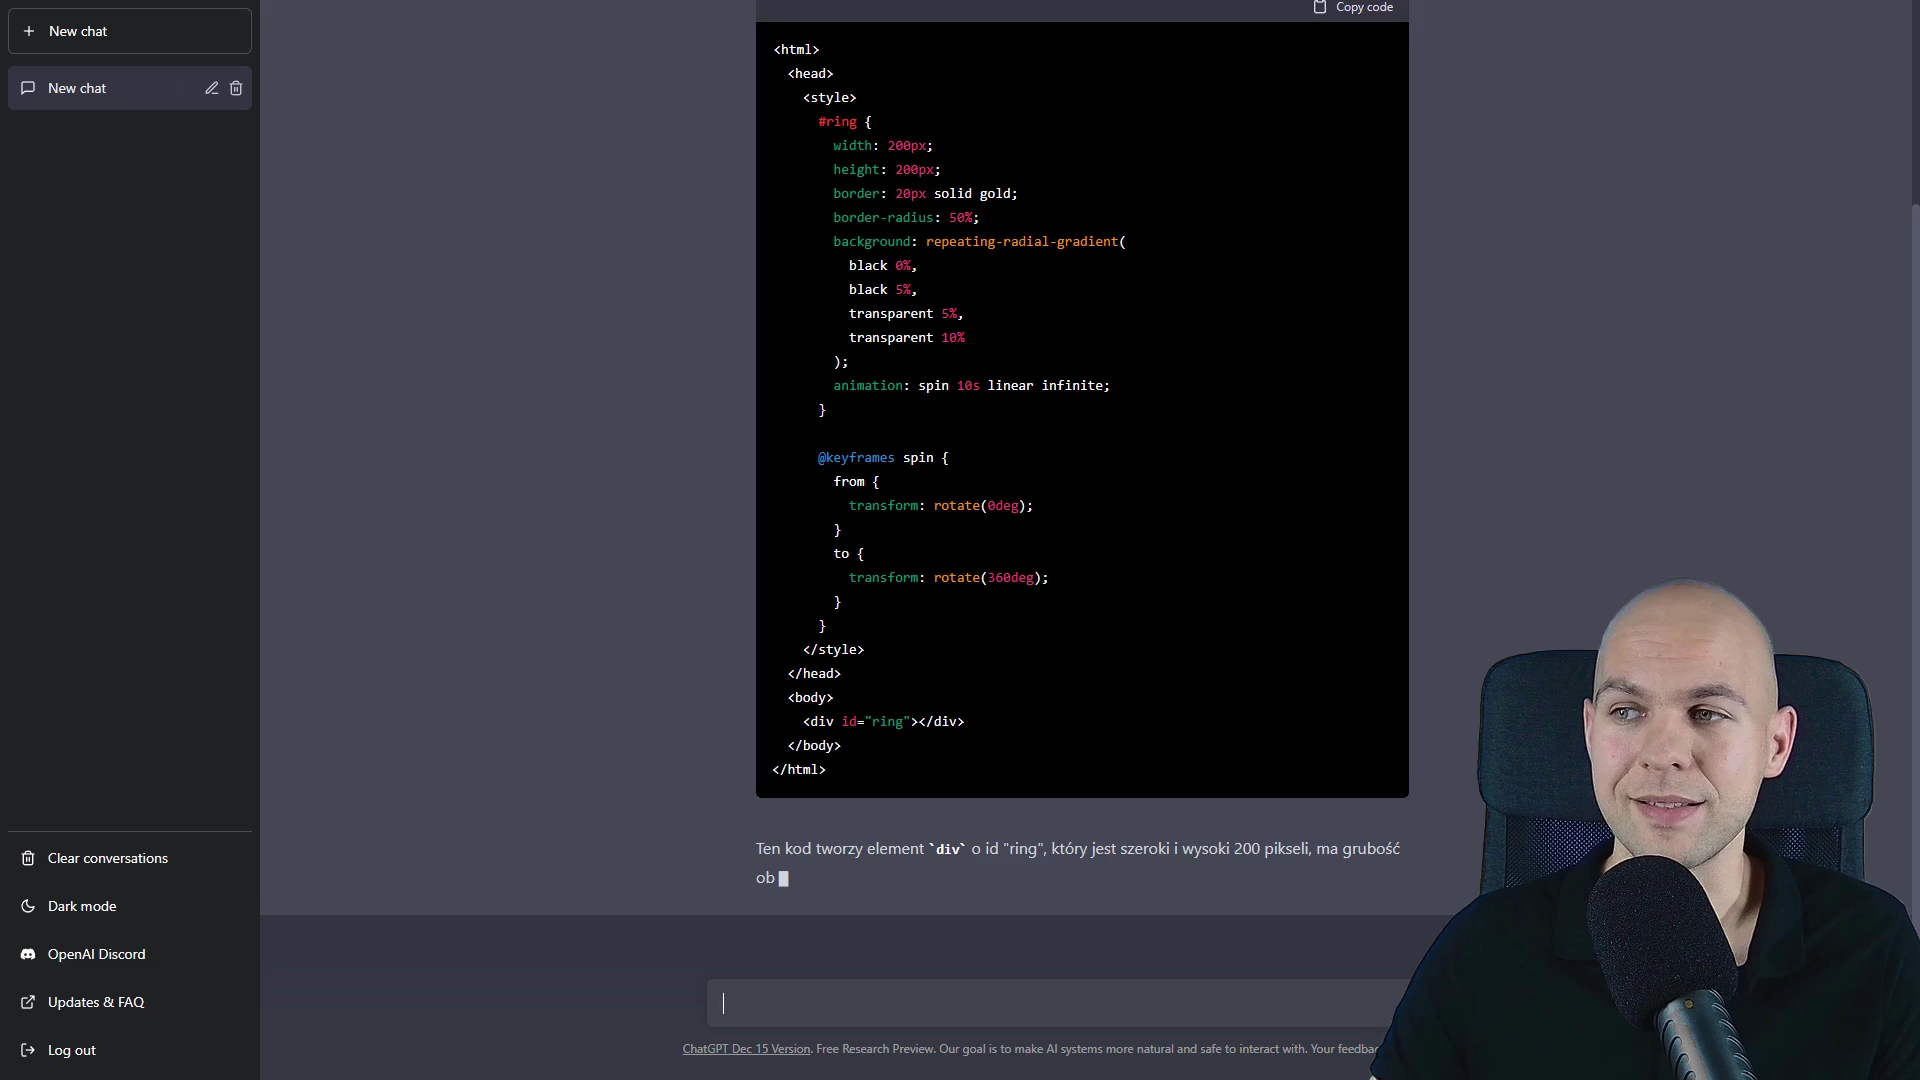 New chat
New chat
Clear conversations
Dark mode
OpenAI Discord
Updates & FAQ
Log out
Copy code
<html>
<head>
<style>
#ring {
width: 200px;
height: 200px;
border: 20px solid gold;
border-radius: 50%;
background: repeating-radial-gradient(
black 0%,
black 5%,
transparent 5%,
transparent 10%
);
animation: spin 10s linear infinite;
}
@keyframes spin {
from {
transform: rotate(0deg);
}
to {
transform: rotate(360deg);
}
}
</style>
</head>
<body>
<div id="ring"></div>
</body>
</html>
Ten kod tworzy element `div` o id "ring", który jest szeroki i wysoki 200 pikseli, ma grubość
ob
ChatGPT Dec 15 Version. Free Research Preview. Our goal is to make AI systems more natural and safe to interact with. Your feedba